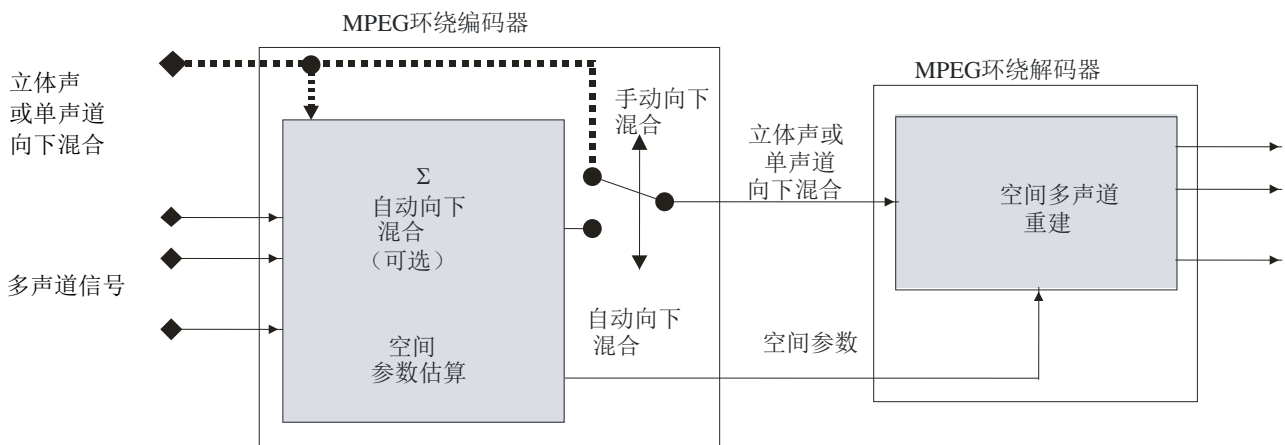 MPEG环绕编码器
立体声
或单声道
向下混合
多声道信号
Σ
自动向下
混合
（可选）
空间
参数估算
手动向下
混合
自动向下
混合
立体声或
单声道
向下混合
空间参数
MPEG环绕解码器
空间多声道
重建